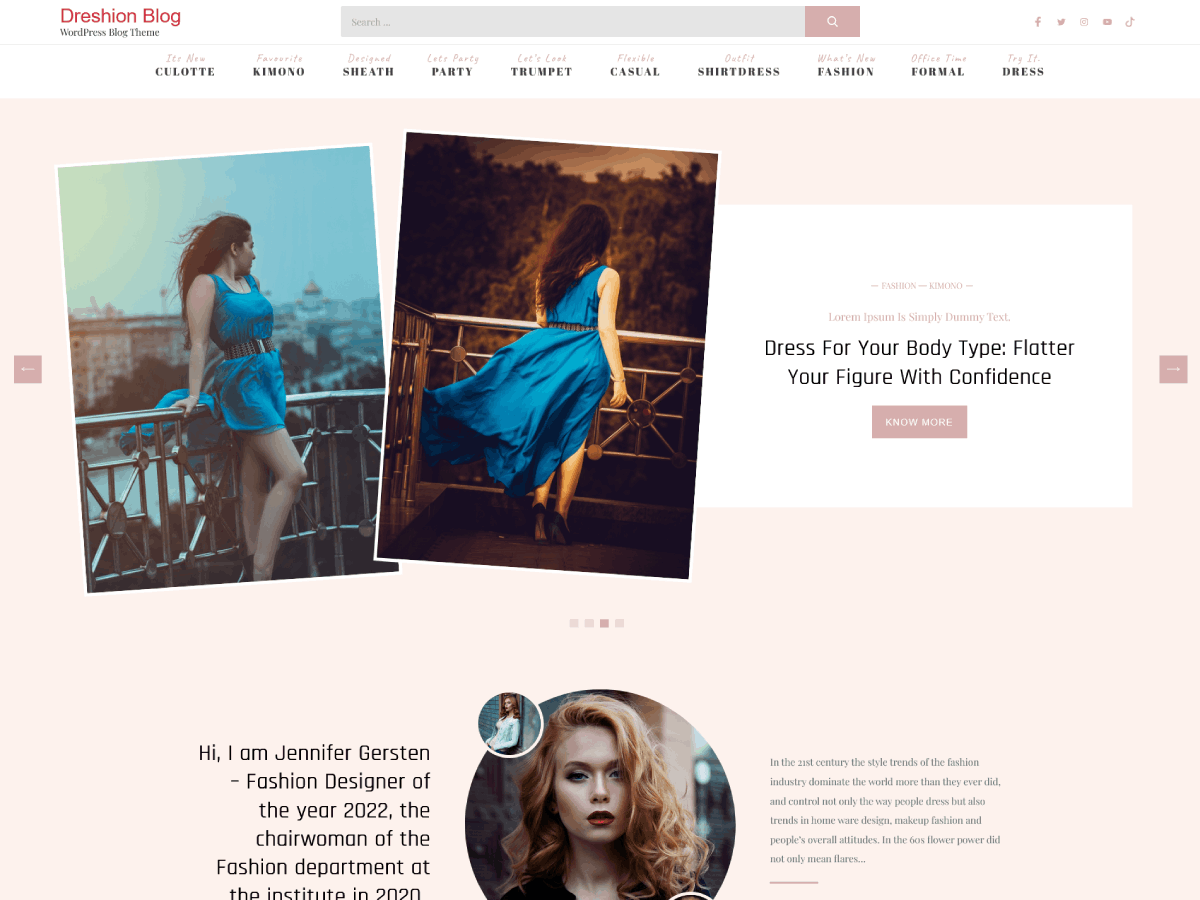 Dreshion Blog
WordPress Blog Theme
Search ...
Its New
CULOTTE
Favourite
KIMONO
Designed
SHEATH
Lets Party
PARTY
Let's Look
TRUMPET
Flexible
CASUAL
Outfit
SHIRTDRESS
What's New
FASHION
Office Time
FORMAL
Try It.
DRESS
— FASHION — KIMONO —
Lorem Ipsum Is Simply Dummy Text.
Dress For Your Body Type: Flatter
Your Figure With Confidence
KNOW MORE
Hi, I am Jennifer Gersten
– Fashion Designer of
the year 2022, the
chairwoman of the
Fashion department at
the institute in 2020.
In the 21st century the style trends of the fashion
industry dominate the world more than they ever did,
and control not only the way people dress but also
trends in home ware design, makeup fashion and
people's overall attitudes. In the 60s flower power did
not only mean flares...